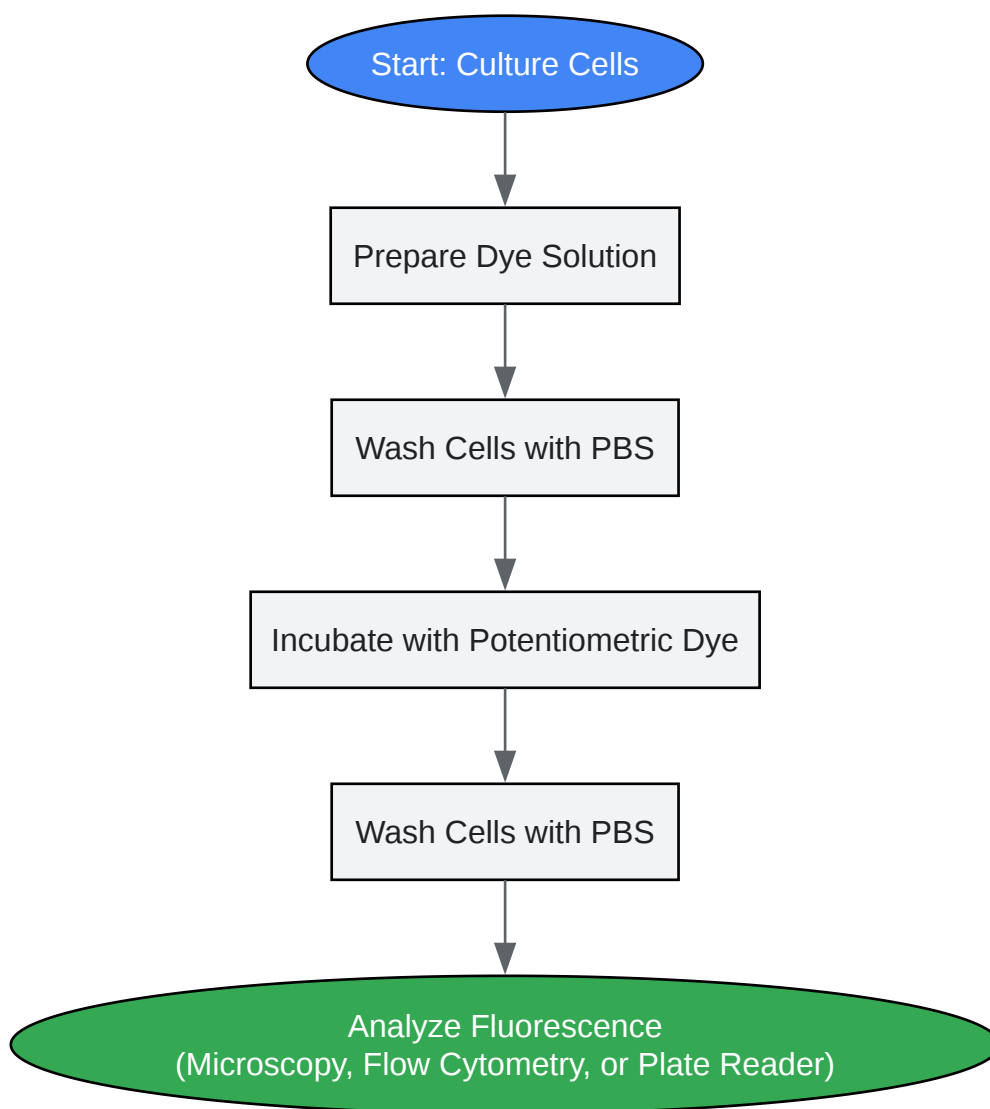 Start: Culture Cells
Prepare Dye Solution
Wash Cells with PBS
Incubate with Potentiometric Dye
Wash Cells with PBS
Analyze Fluorescence
(Microscopy, Flow Cytometry, or Plate Reader)